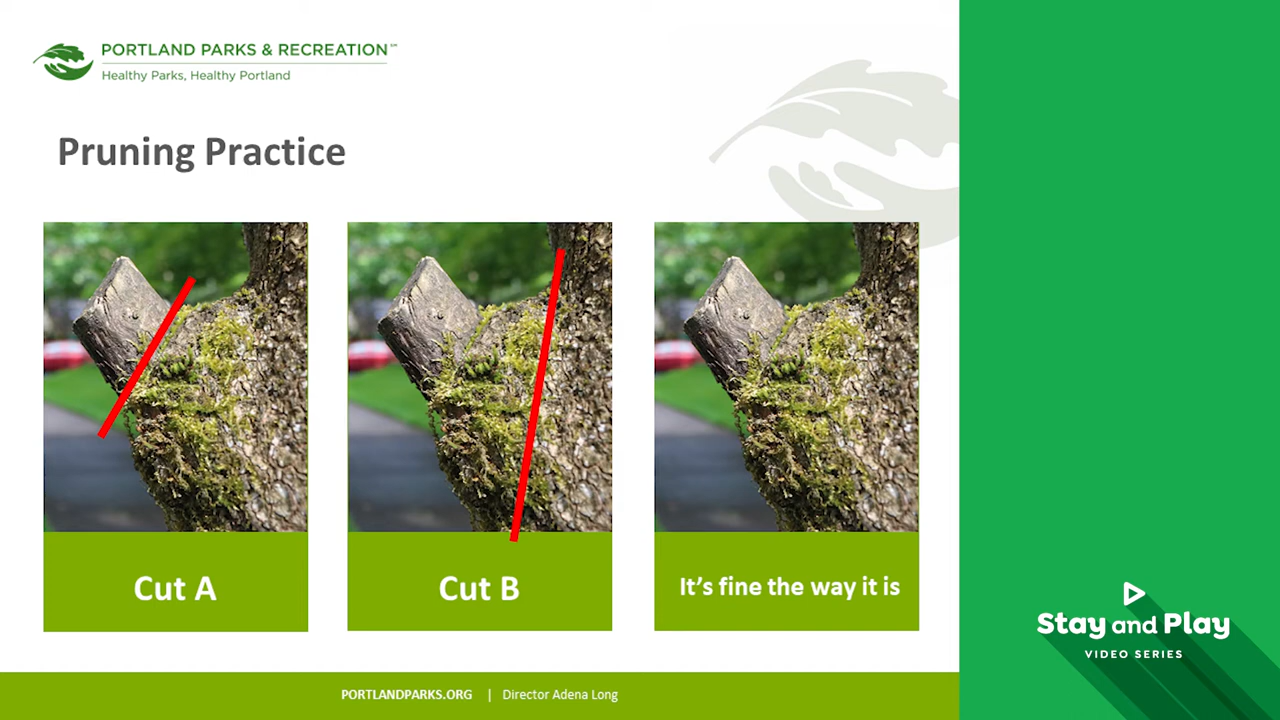 PORTLAND PARKS & RECREATION℠
Healthy Parks, Healthy Portland
Pruning Practice
Cut A
Cut B
It’s fine the way it is
PORTLANDPARKS.ORG | Director Adena Long
Stay and Play
VIDEO SERIES